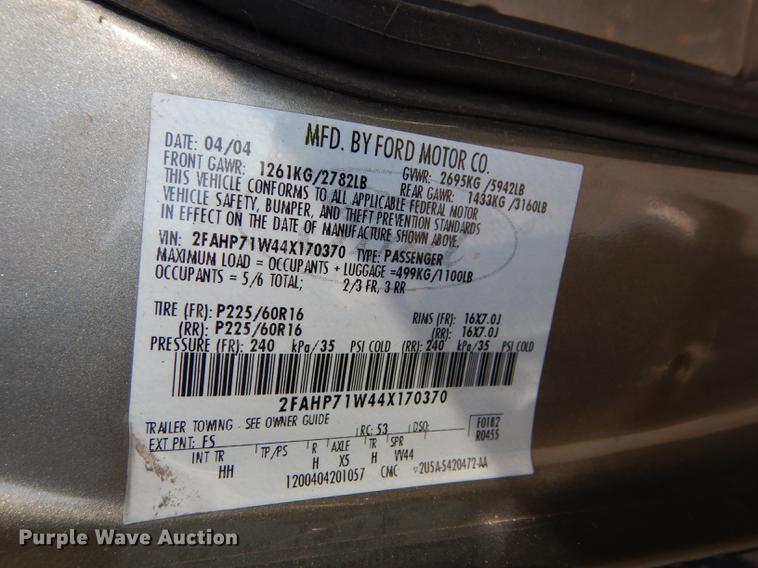 MFD. BY FORD MOTOR CO.
DATE: 04/04
GVWR: 2695KG /5942LB
FRONT GAWR: 1261KG/2782LB
REAR GAWR: 1433KG /3160LB
THIS VEHICLE CONFORMS TO ALL APPLICABLE FEDERAL MOTOR
VEHICLE SAFETY, BUMPER, AND THEFT PREVENTION STANDARDS
IN EFFECT ON THE DATE OF MANUFACTURE SHOWN ABOVE.
VIN: 2FAHP71W44X170370 TYPE: PASSENGER
MAXIMUM LOAD = OCCUPANTS + LUGGAGE =499KG/1100LB
OCCUPANTS = 5/6 TOTAL; 2/3 FR, 3 RR
TIRE (FR): P225/60R16 RIMS (FR): 16X7.0J
(RR): P225/60R16 (RR): 16X7.0J
PRESSURE (FR): 240 kPa/35 PSI COLD (RR): 240 kPa/35 PSI COLD
2FAHP71W44X170370
TRAILER TOWING - SEE OWNER GUIDE
EXT PNT: FS RC: 53 DSO: F0182
R0455
INT TR TP/PS R AXLE TR SPR
HH H X5 H VV44
1200404201057 CMC 2U5A-5420472-AA
Purple Wave Auction